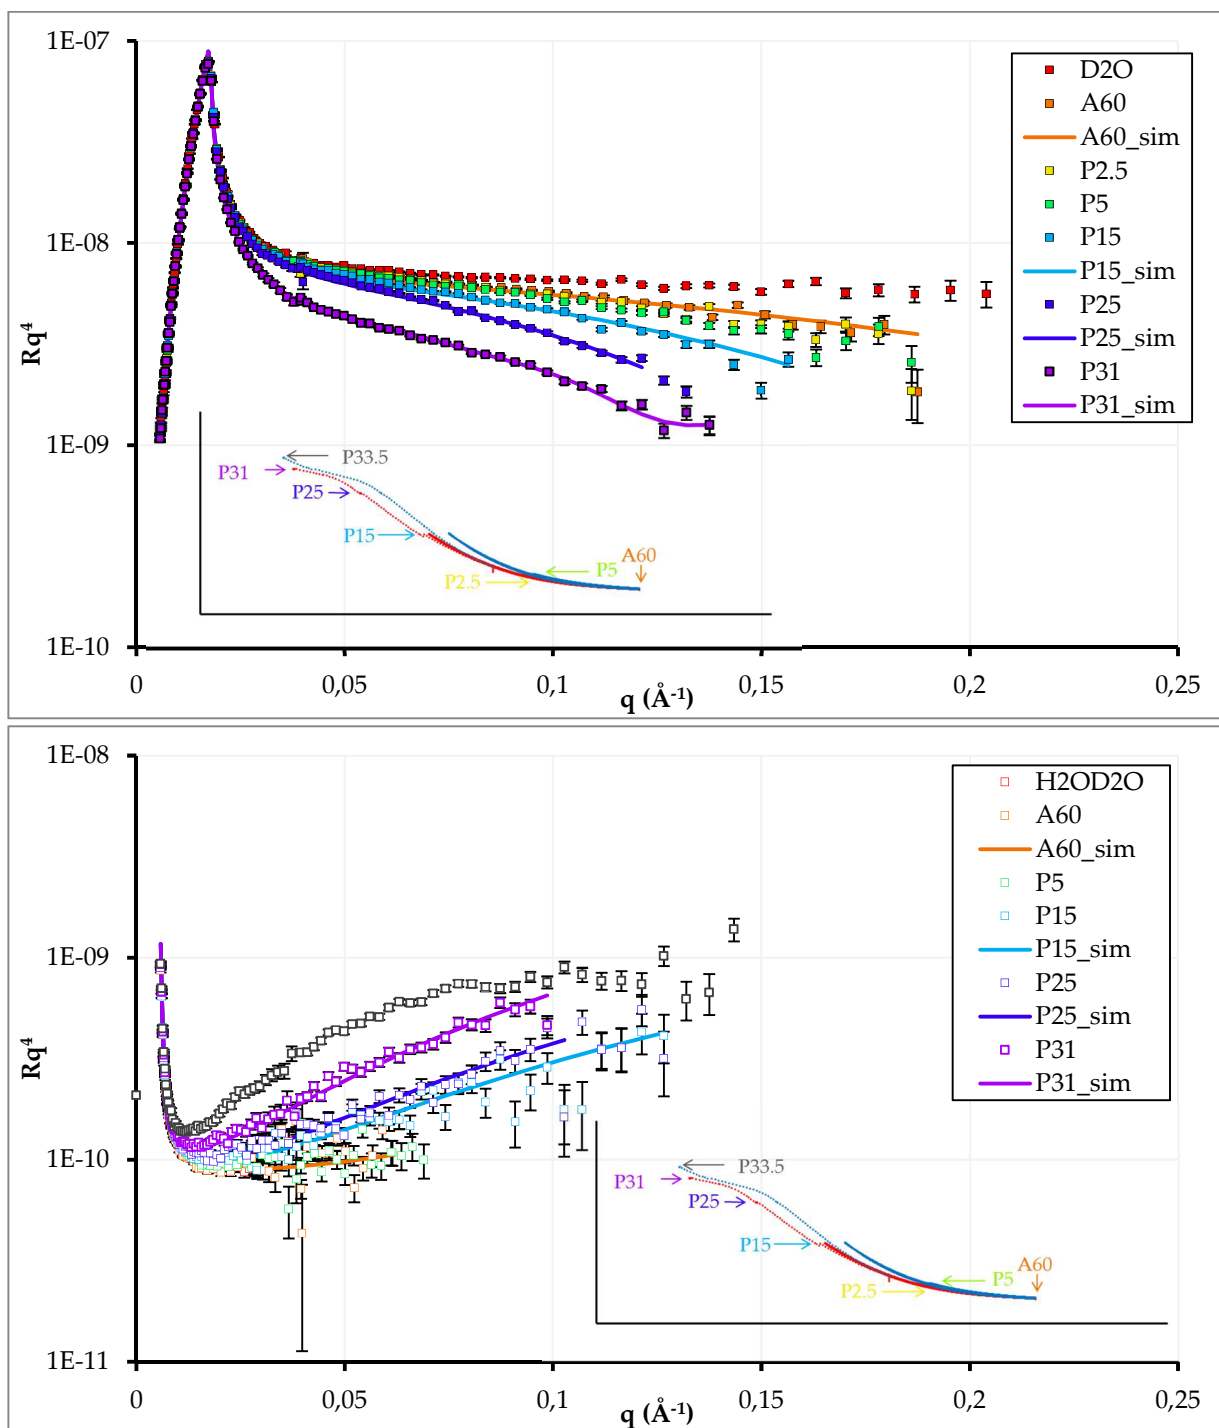 1E-07
1E-08
1E-09
1E-10
Rq⁴
D2O
A60
A60_sim
P2.5
P5
P15
P15_sim
P25
P25_sim
P31
P31_sim
P33.5
P31
P25
P15
A60
P5
P2.5
0 0,05 0,1 0,15 0,2 0,25
q (Å⁻¹)
1E-08
1E-09
1E-10
1E-11
Rq⁴
H2OD2O
A60
A60_sim
P5
P15
P15_sim
P25
P25_sim
P31
P31_sim
P33.5
P31
P25
P15
A60
P5
P2.5
0 0,05 0,1 0,15 0,2 0,25
q (Å⁻¹)